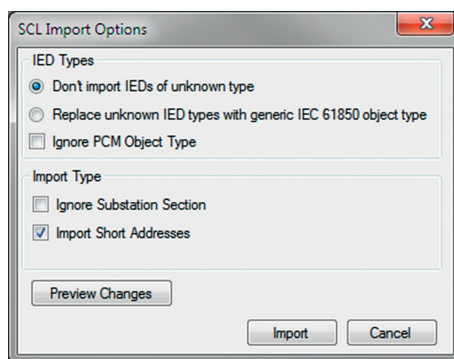 SCL Import Options
IED Types
Don't import IEDs of unknown type
Replace unknown IED types with generic IEC 61850 object type
Ignore PCM Object Type
Import Type
Ignore Substation Section
Import Short Addresses
Preview Changes
Import Cancel